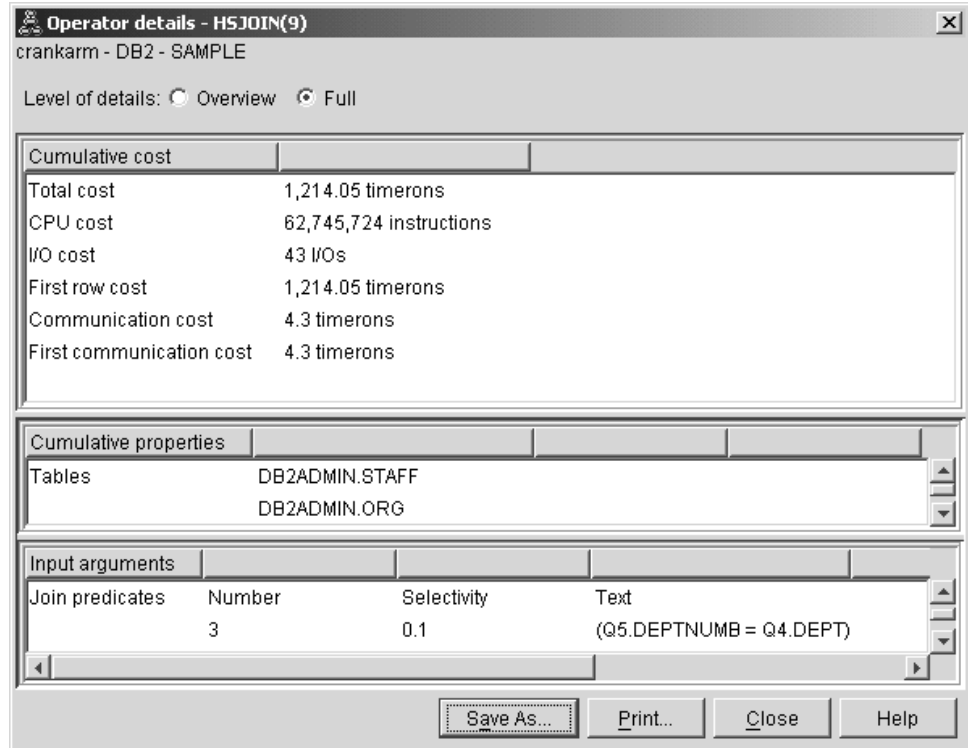 Operator details - HSJOIN(9)
crankarm - DB2 - SAMPLE
Level of details: Overview Full
Cumulative cost
Total cost 1,214.05 timerons
CPU cost 62,745,724 instructions
I/O cost 43 I/Os
First row cost 1,214.05 timerons
Communication cost 4.3 timerons
First communication cost 4.3 timerons
Cumulative properties
Tables DB2ADMIN.STAFF
DB2ADMIN.ORG
Input arguments
Join predicates Number Selectivity Text
3 0.1 (Q5.DEPTNUMB = Q4.DEPT)
Save As... Print... Close Help